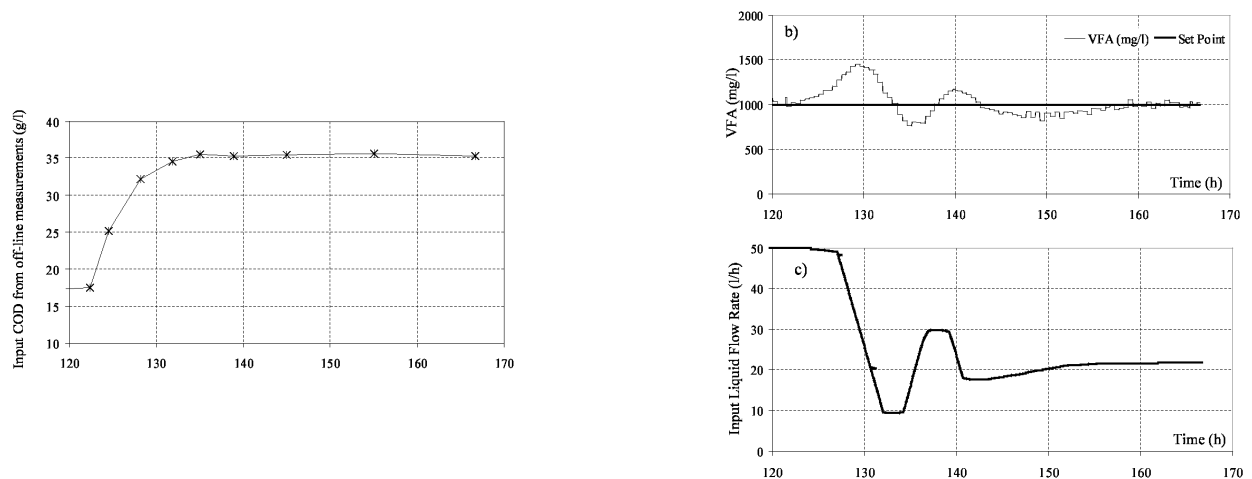 Input COD from off-line measurements (g/l)
40
35
30
25
20
15
10
120 130 140 150 160 170
b)
VFA (mg/l) Set Point
VFA (mg/l)
2000
1500
1000
500
0
Time (h)
120 130 140 150 160 170
c)
Input Liquid Flow Rate (l/h)
50
40
30
20
10
0
Time (h)
120 130 140 150 160 170